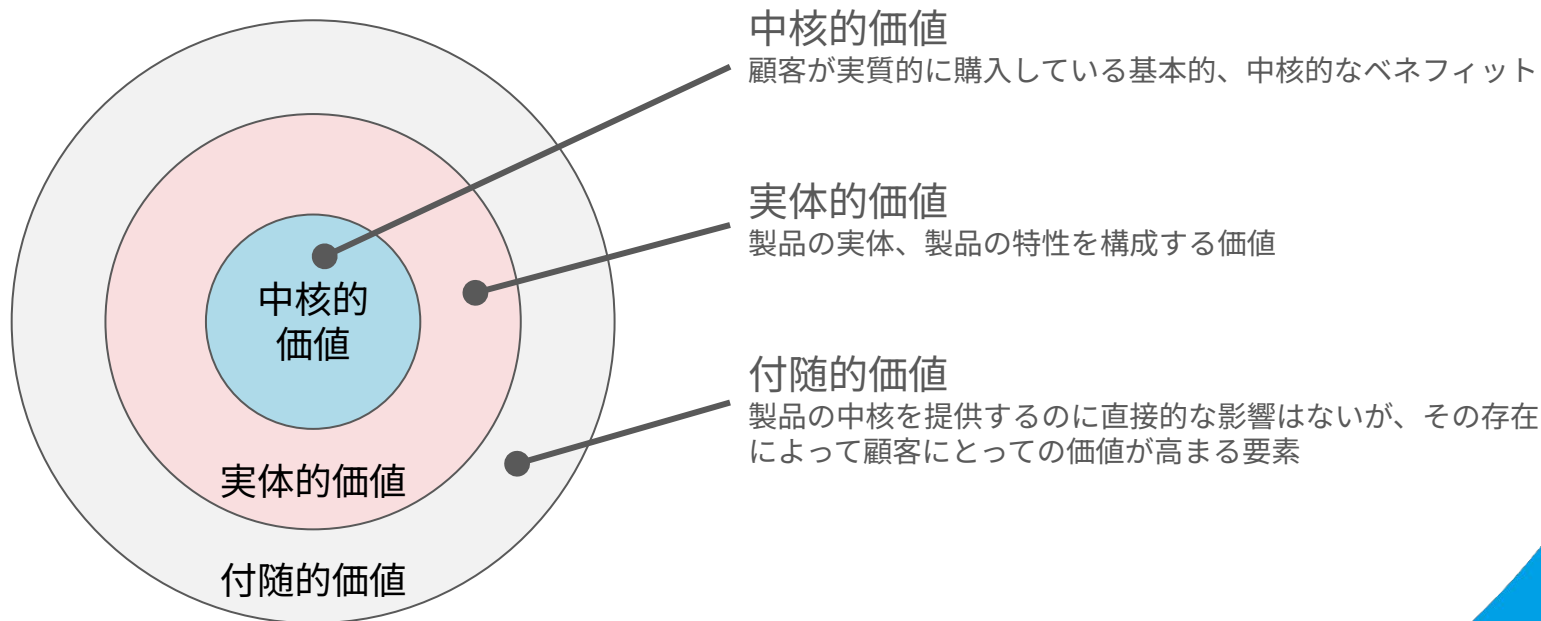 中核的価値
顧客が実質的に購入している基本的、中核的なベネフィット
実体的価値
製品の実体、製品の特性を構成する価値
付随的価値
製品の中核を提供するのに直接的な影響はないが、その存在
によって顧客にとっての価値が高まる要素
中核的
価値
実体的価値
付随的価値